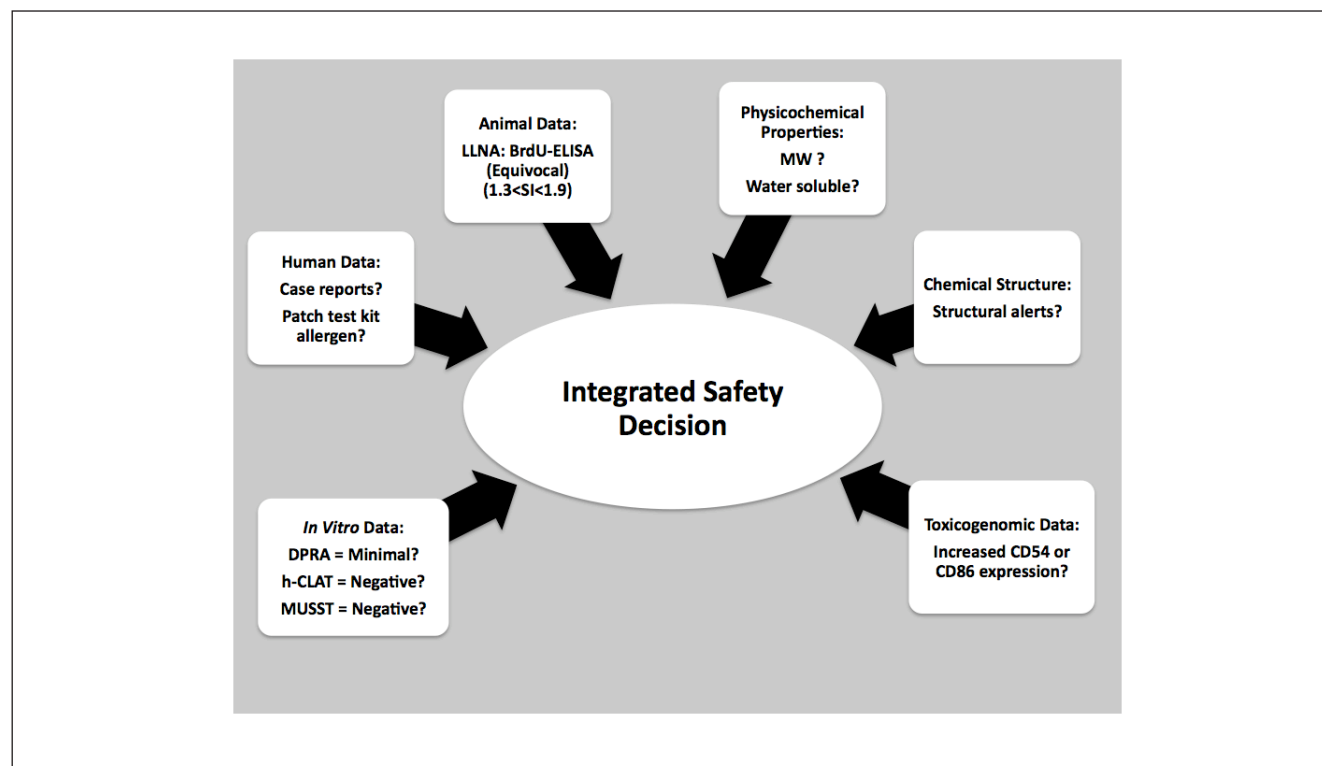 Animal Data:
LLNA: BrdU-ELISA
(Equivocal)
(1.3<SI<1.9)
Physicochemical
Properties:
MW ?
Water soluble?
Human Data:
Case reports?
Patch test kit
allergen?
Chemical Structure:
Structural alerts?
Integrated Safety
Decision
In Vitro Data:
DPRA = Minimal?
h-CLAT = Negative?
MUSST = Negative?
Toxicogenomic Data:
Increased CD54 or
CD86 expression?